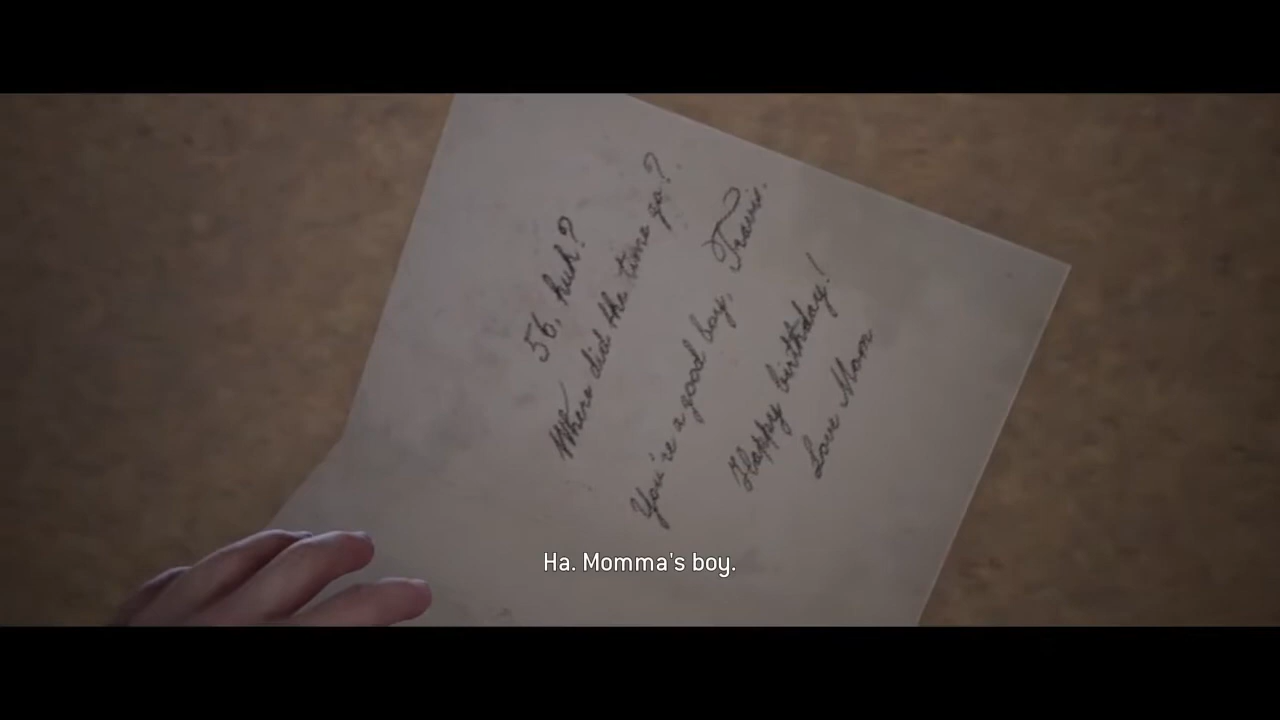 56, huh?
Where did the time go?
You're a good boy, Travis.
Happy birthday!
Love Mom
Ha. Momma's boy.